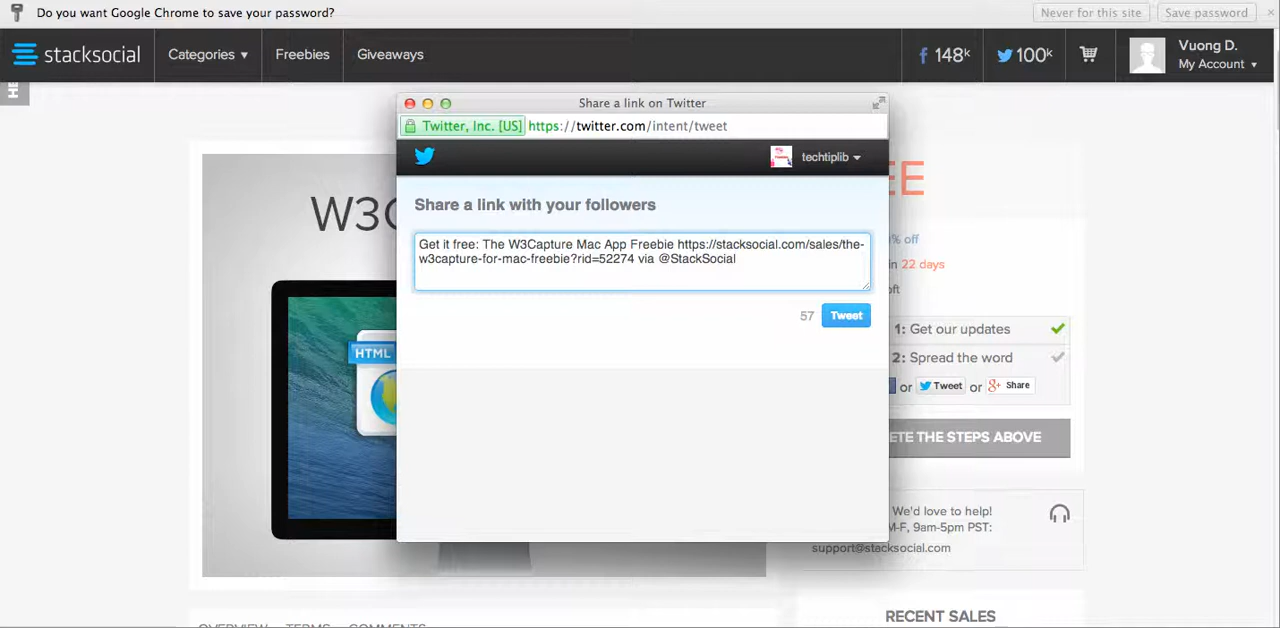 Do you want Google Chrome to save your password?
Never for this site
Save password
stacksocial
Categories
Freebies
Giveaways
148k
100k
Vuong D.
My Account
Share a link on Twitter
Twitter, Inc. [US] https://twitter.com/intent/tweet
techtiplib
Share a link with your followers
Get it free: The W3Capture Mac App Freebie https://stacksocial.com/sales/the-
w3capture-for-mac-freebie?rid=52274 via @StackSocial
57
Tweet
W3C
HTML
% off
in 22 days
1: Get our updates
2: Spread the word
or Tweet or Share
THE STEPS ABOVE
We'd love to help!
M-F, 9am-5pm PST:
support@stacksocial.com
OVERVIEW TERMS COMMENTS
RECENT SALES